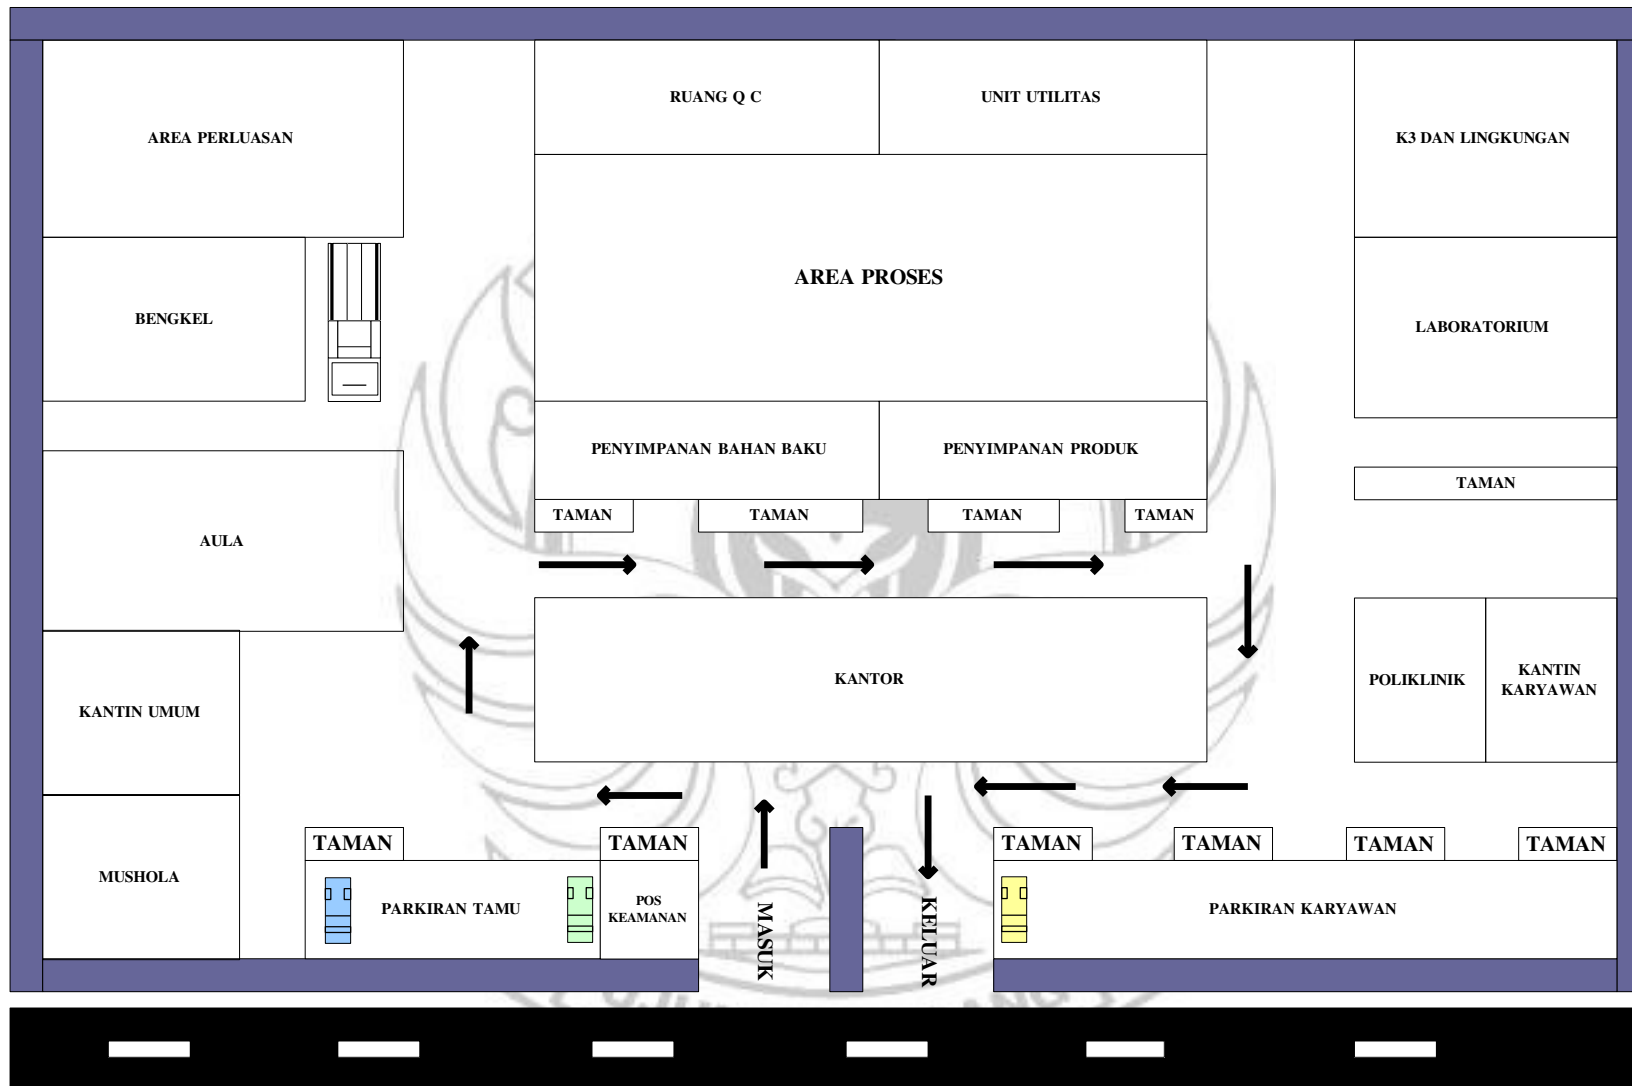 RUANG Q C
UNIT UTILITAS
AREA PERLUASAN
K3 DAN LINGKUNGAN
AREA PROSES
BENGKEL
LABORATORIUM
PENYIMPANAN BAHAN BAKU
PENYIMPANAN PRODUK
TAMAN
TAMAN
TAMAN
TAMAN
TAMAN
AULA
KANTOR
POLIKLINIK
KANTIN
KARYAWAN
KANTIN UMUM
TAMAN
TAMAN
TAMAN
TAMAN
TAMAN
TAMAN
MUSHOLA
PARKIRAN TAMU
POS
KEAMANAN
MASUK
KELUAR
PARKIRAN KARYAWAN